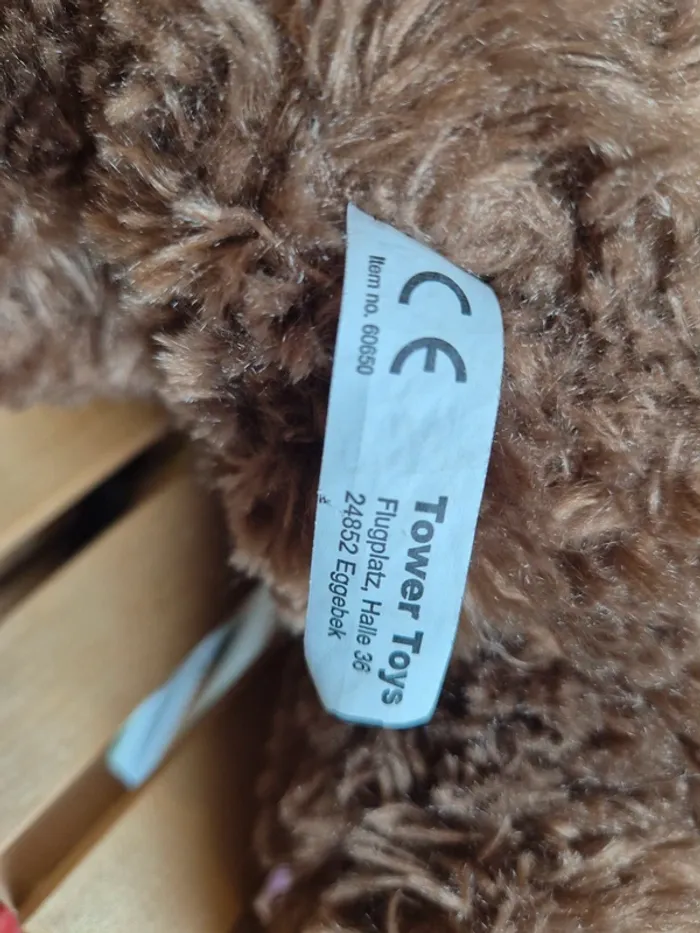 CE
Item no. 60650
Tower Toys
Flugplatz, Halle 36
24852 Eggebek